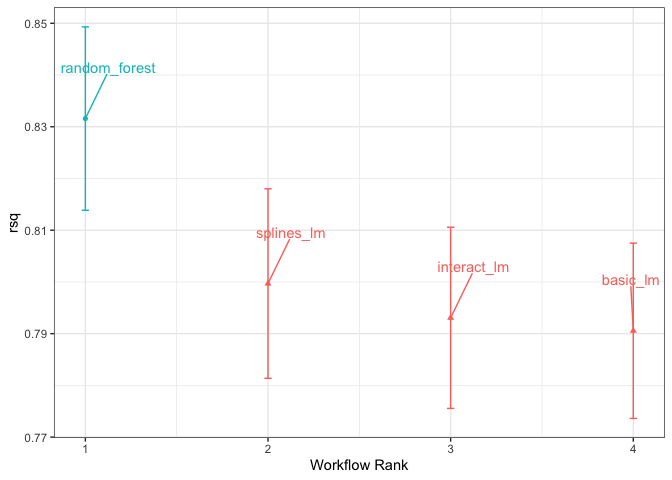 0.85
random_forest
0.83
0.81
splines_lm
interact_lm
basic_lm
0.79
0.77
rsq
1
2
3
4
Workflow Rank